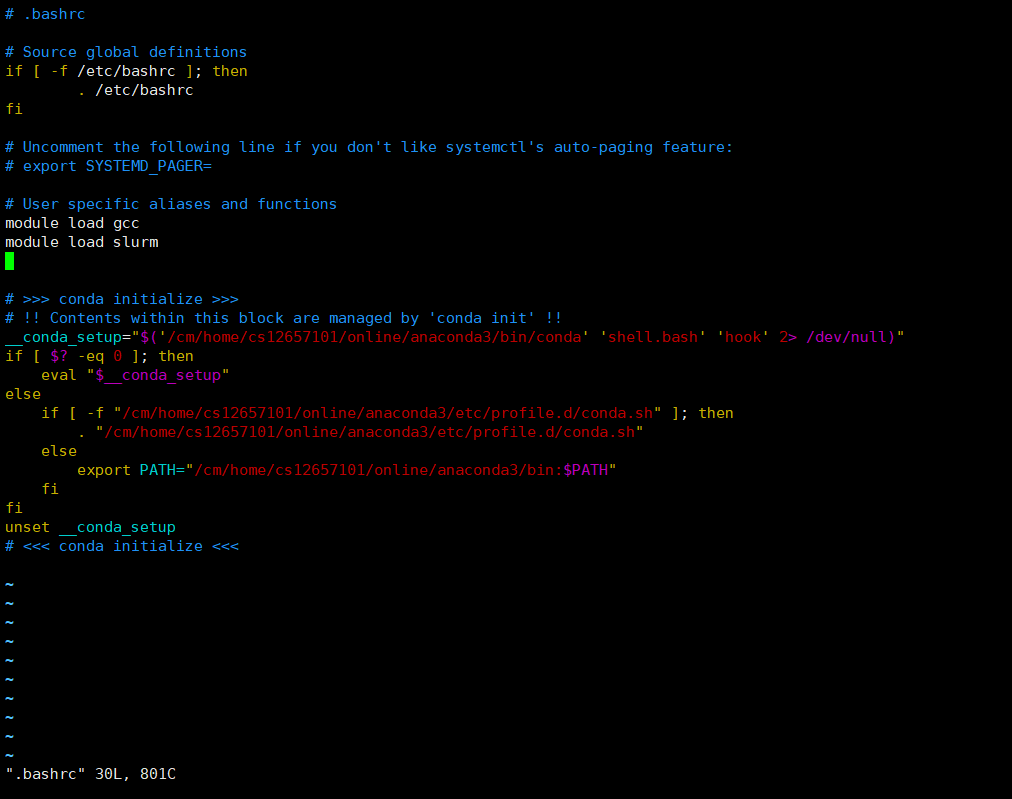 # .bashrc
# Source global definitions
if [ -f /etc/bashrc ]; then
        . /etc/bashrc
fi
# Uncomment the following line if you don't like systemctl's auto-paging feature:
# export SYSTEMD_PAGER=
# User specific aliases and functions
module load gcc
module load slurm
# >>> conda initialize >>>
# !! Contents within this block are managed by 'conda init' !!
__conda_setup="$('/cm/home/cs12657101/online/anaconda3/bin/conda' 'shell.bash' 'hook' 2> /dev/null)"
if [ $? -eq 0 ]; then
    eval "$__conda_setup"
else
    if [ -f "/cm/home/cs12657101/online/anaconda3/etc/profile.d/conda.sh" ]; then
        . "/cm/home/cs12657101/online/anaconda3/etc/profile.d/conda.sh"
    else
        export PATH="/cm/home/cs12657101/online/anaconda3/bin:$PATH"
    fi
fi
unset __conda_setup
# <<< conda initialize <<<
~
~
~
~
~
~
~
~
~
~
".bashrc" 30L, 801C